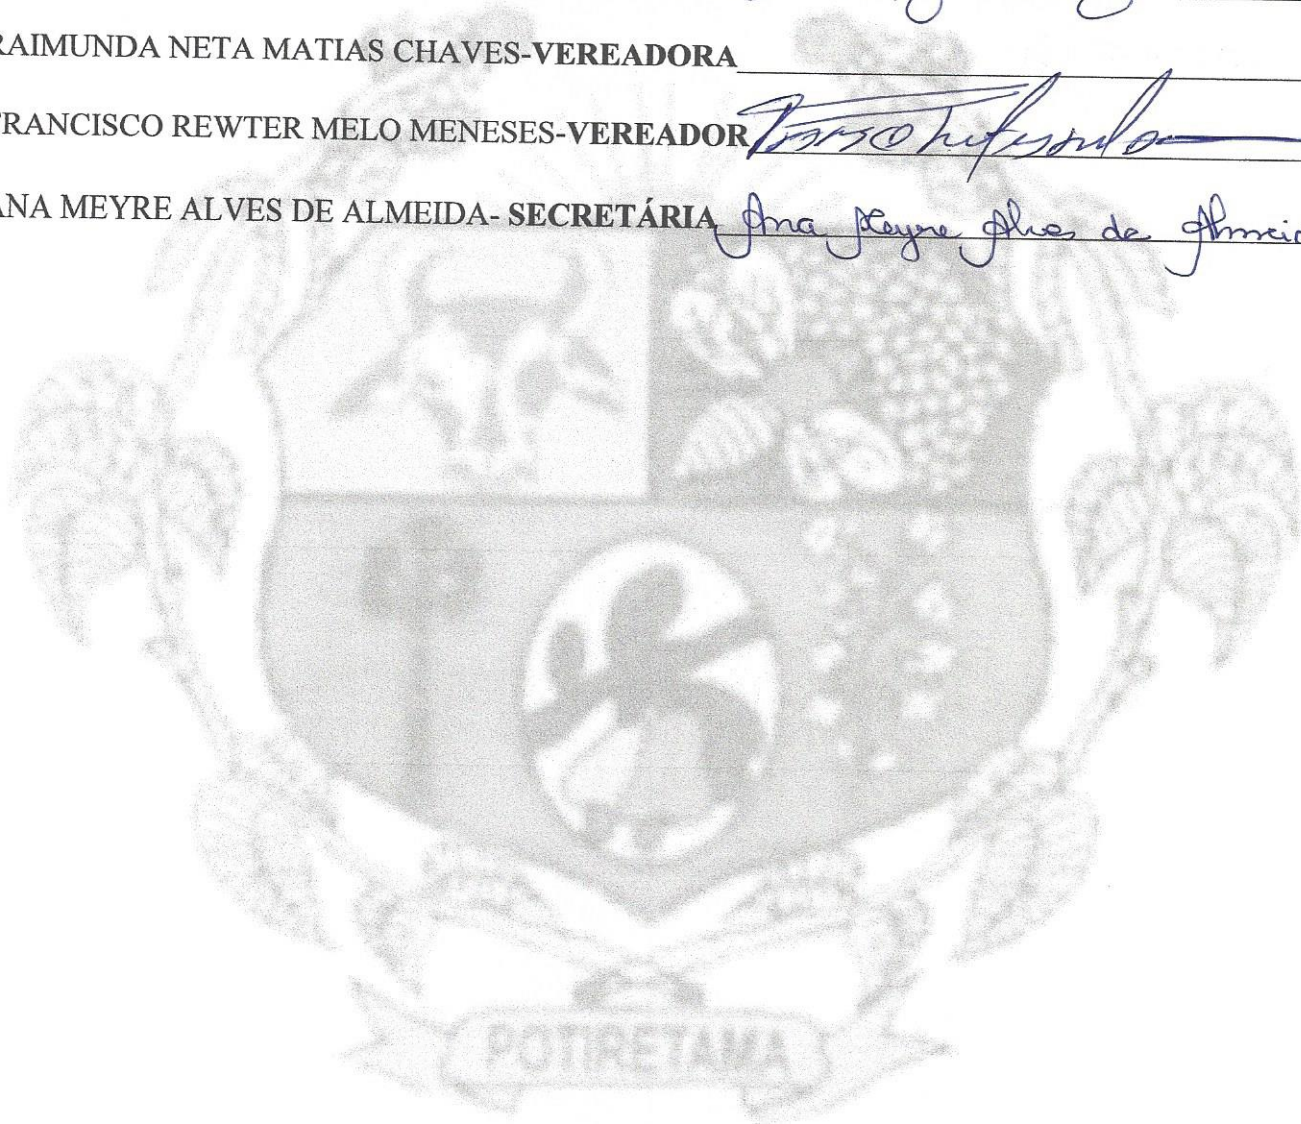 RAIMUNDA NETA MATIAS CHAVES-VEREADORA
FRANCISCO REWTER MELO MENESES-VEREADOR
ANA MEYRE ALVES DE ALMEIDA- SECRETÁRIA Ana Meyre Alves de Almeid
POTIRETAMA